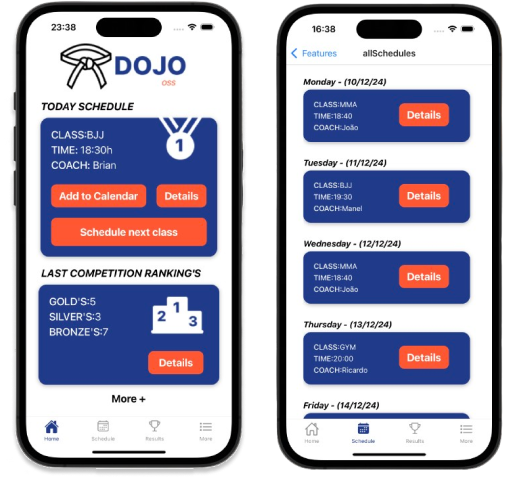 23:38
DOJO
OSS
TODAY SCHEDULE
CLASS:BJJ
TIME: 18:30h
COACH: Brian
1
Add to Calendar
Details
Schedule next class
LAST COMPETITION RANKING'S
GOLD'S:5
SILVER'S:3
BRONZE'S:7
2 1 3
Details
More +
Home
Schedule
Results
More
16:38
Features
allSchedules
Monday - (10/12/24)
CLASS:MMA
TIME:18:40
COACH:João
Details
Tuesday - (11/12/24)
CLASS:BJJ
TIME:19:30
COACH:Manel
Details
Wednesday - (12/12/24)
CLASS:MMA
TIME:18:40
COACH:João
Details
Thursday - (13/12/24)
CLASS:GYM
TIME:20:00
COACH:Ricardo
Details
Friday - (14/12/24)
Home
Schedule
Results
More